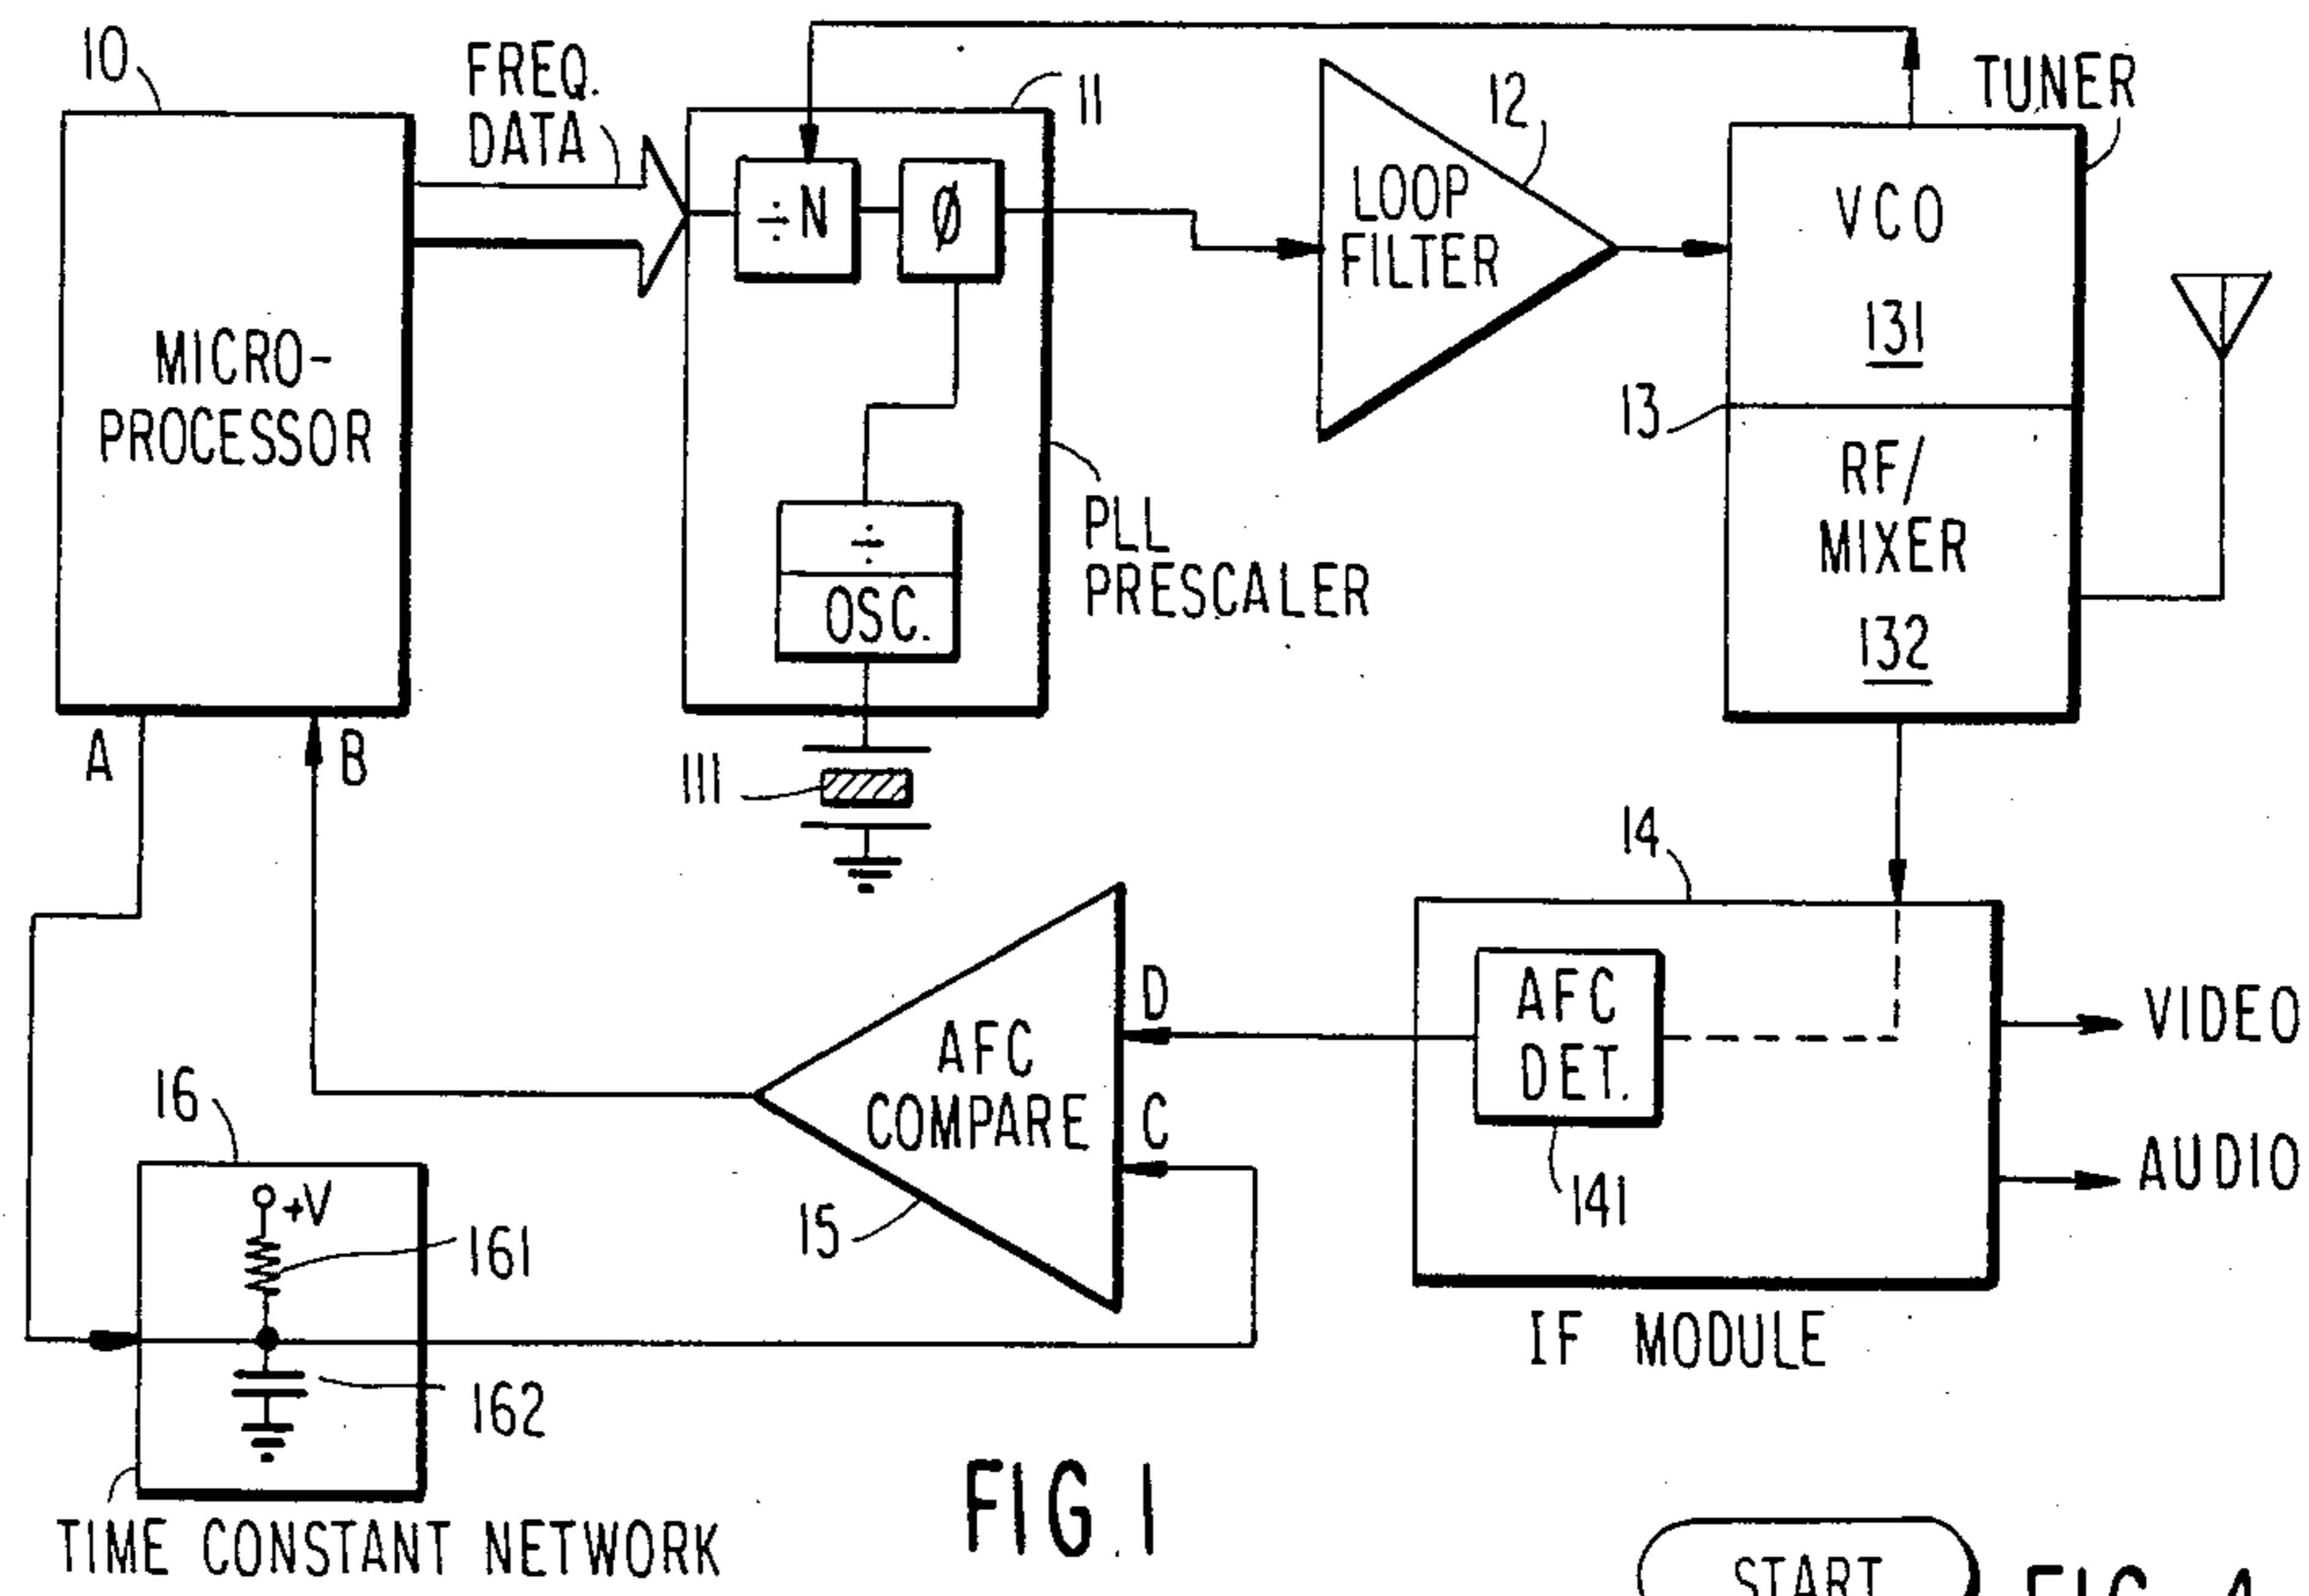 10
FREQ.
DATA
11
12
TUNER
÷N
Ø
LOOP
FILTER
VCO
131
MICRO-
PROCESSOR
13
RF/
MIXER
132
÷
OSC.
PLL
PRESCALER
A
B
111
14
D
AFC
COMPARE
C
AFC
DET.
141
VIDEO
AUDIO
16
+V
161
15
162
IF MODULE
TIME CONSTANT NETWORK
FIG. 1
START